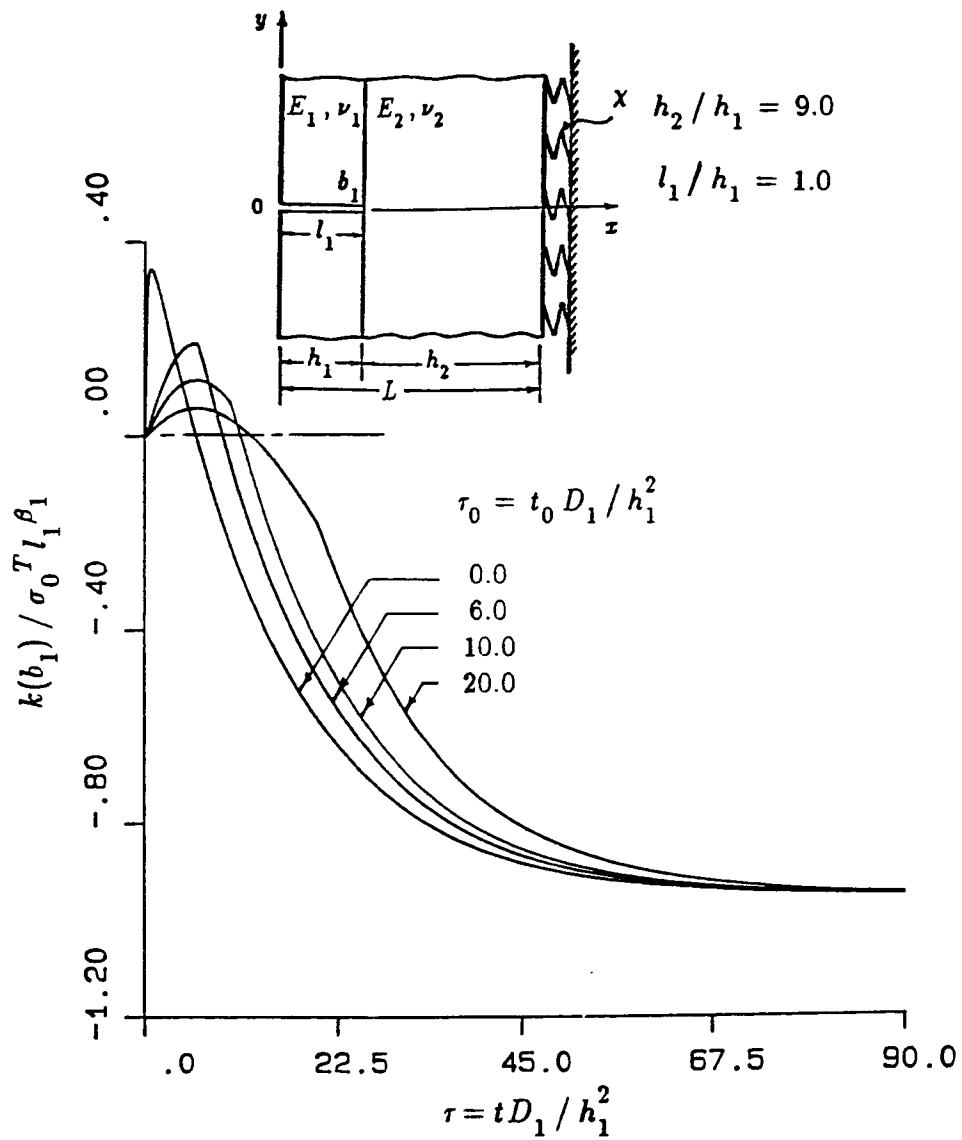 y
E₁, ν₁ E₂, ν₂
χ
h₂ / h₁ = 9.0
b₁
l₁ / h₁ = 1.0
0
x
l₁
h₁ h₂
L
.40
.00
-.40
-.80
-1.20
k(b₁) / σ₀ᵀ l₁^β₁
τ₀ = t₀ D₁ / h₁²
0.0
6.0
10.0
20.0
.0 22.5 45.0 67.5 90.0
τ = t D₁ / h₁²